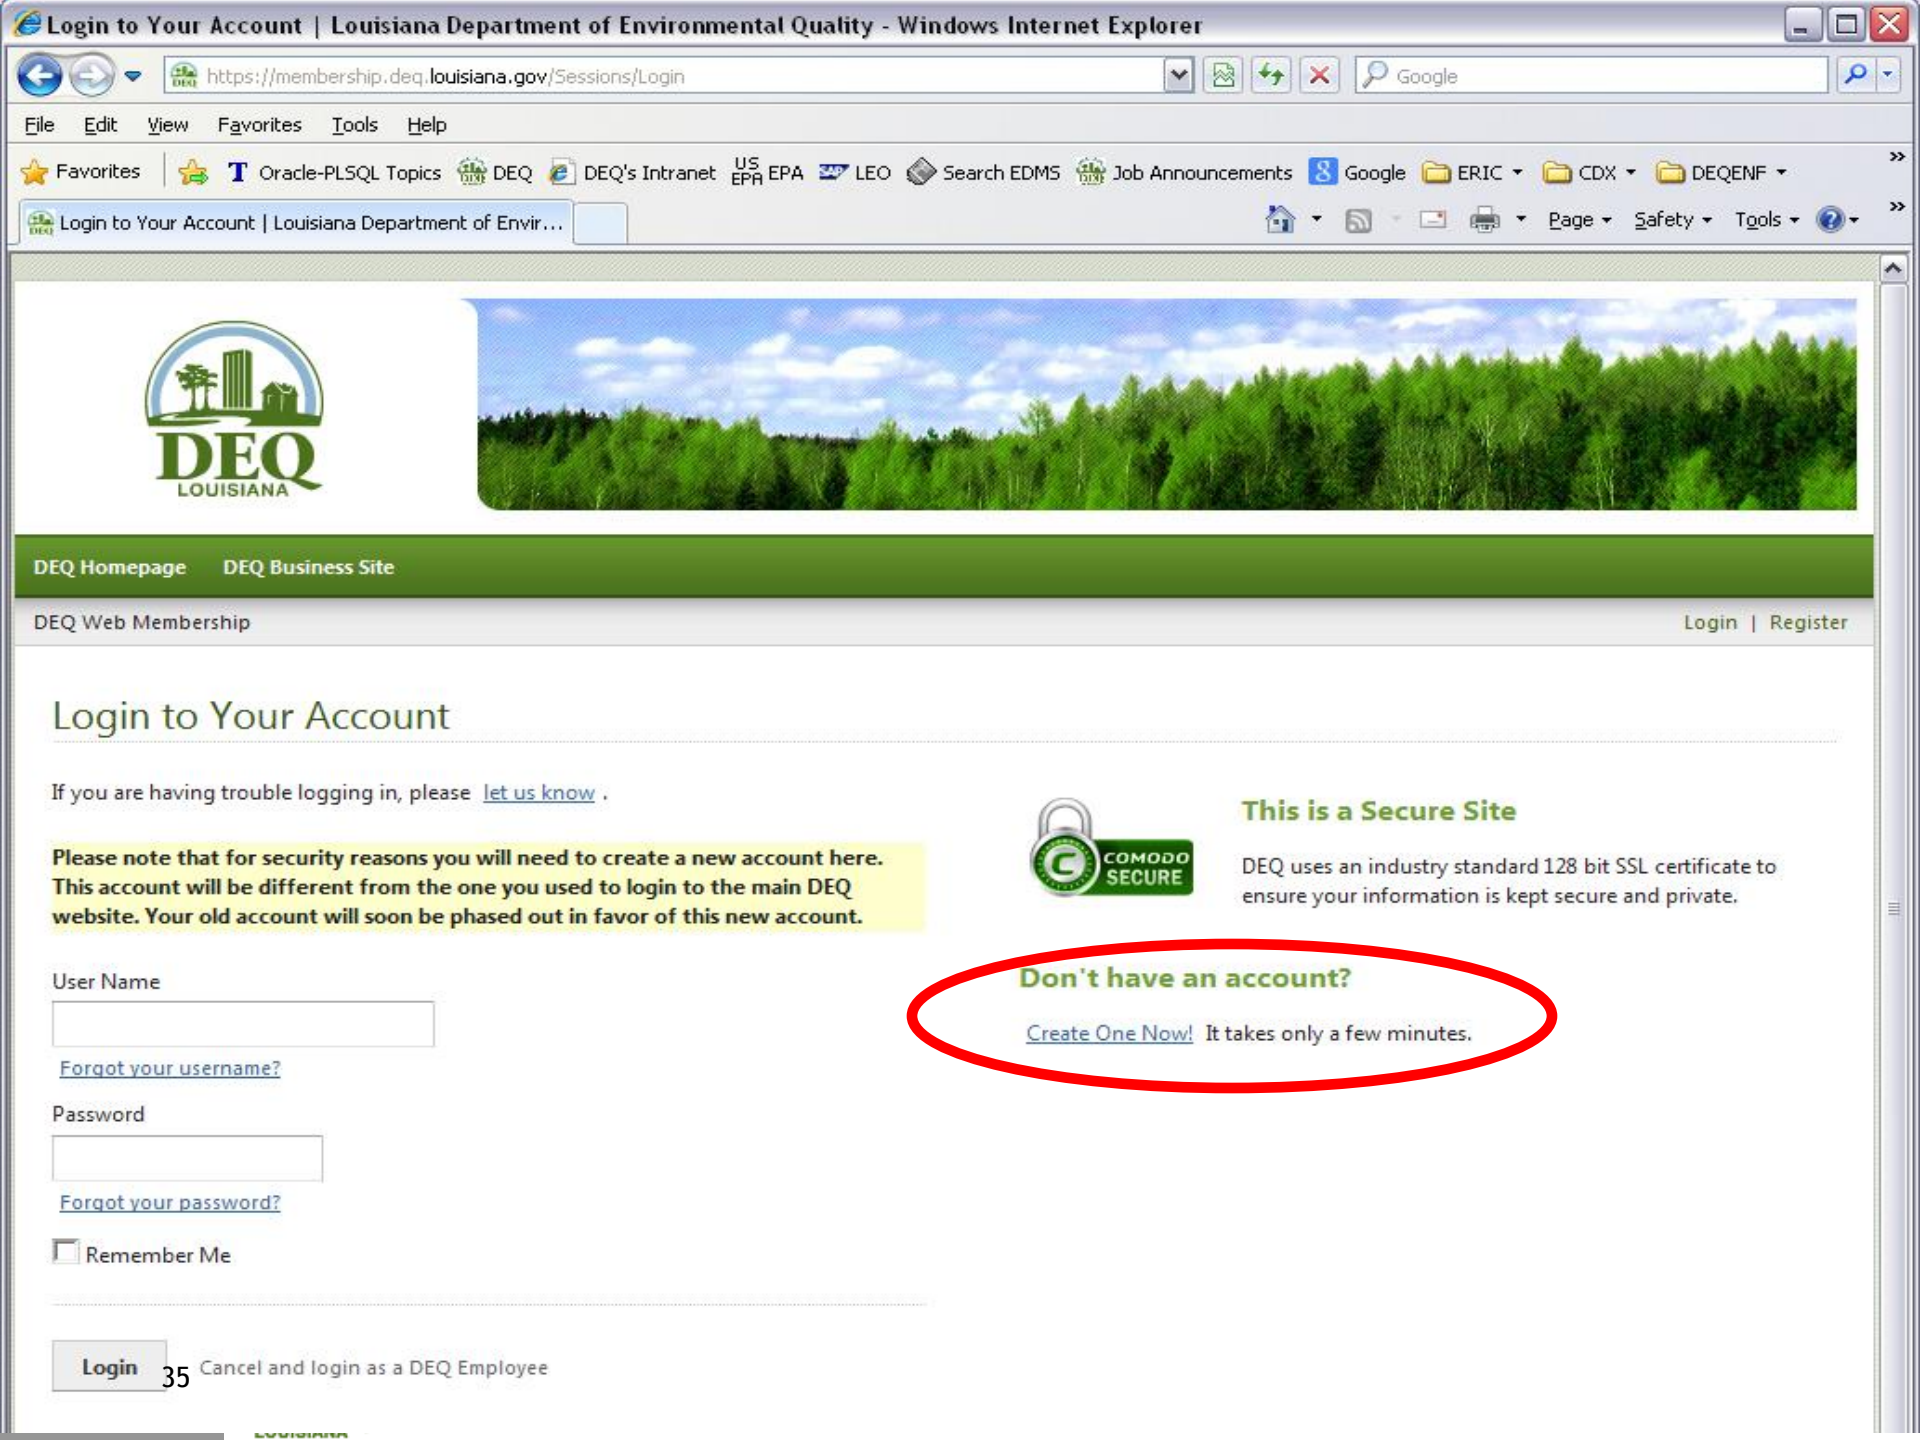 Login to Your Account | Louisiana Department of Environmental Quality - Windows Internet Explorer
https://membership.deq.louisiana.gov/Sessions/Login
Google
File Edit View Favorites Tools Help
Favorites T Oracle-PLSQL Topics DEQ DEQ's Intranet US EPA EPA SAP LEO Search EDMS Job Announcements 8 Google ERIC CDX DEQENF »
Login to Your Account | Louisiana Department of Envir... Page Safety Tools »
DEQ
LOUISIANA
DEQ Homepage DEQ Business Site
DEQ Web Membership Login | Register
Login to Your Account
If you are having trouble logging in, please let us know .
Please note that for security reasons you will need to create a new account here.
This account will be different from the one you used to login to the main DEQ
website. Your old account will soon be phased out in favor of this new account.
User Name
Forgot your username?
Password
Forgot your password?
Remember Me
Login 35 Cancel and login as a DEQ Employee
C COMODO
SECURE
This is a Secure Site
DEQ uses an industry standard 128 bit SSL certificate to
ensure your information is kept secure and private.
Don't have an account?
Create One Now! It takes only a few minutes.
LOUISIANA